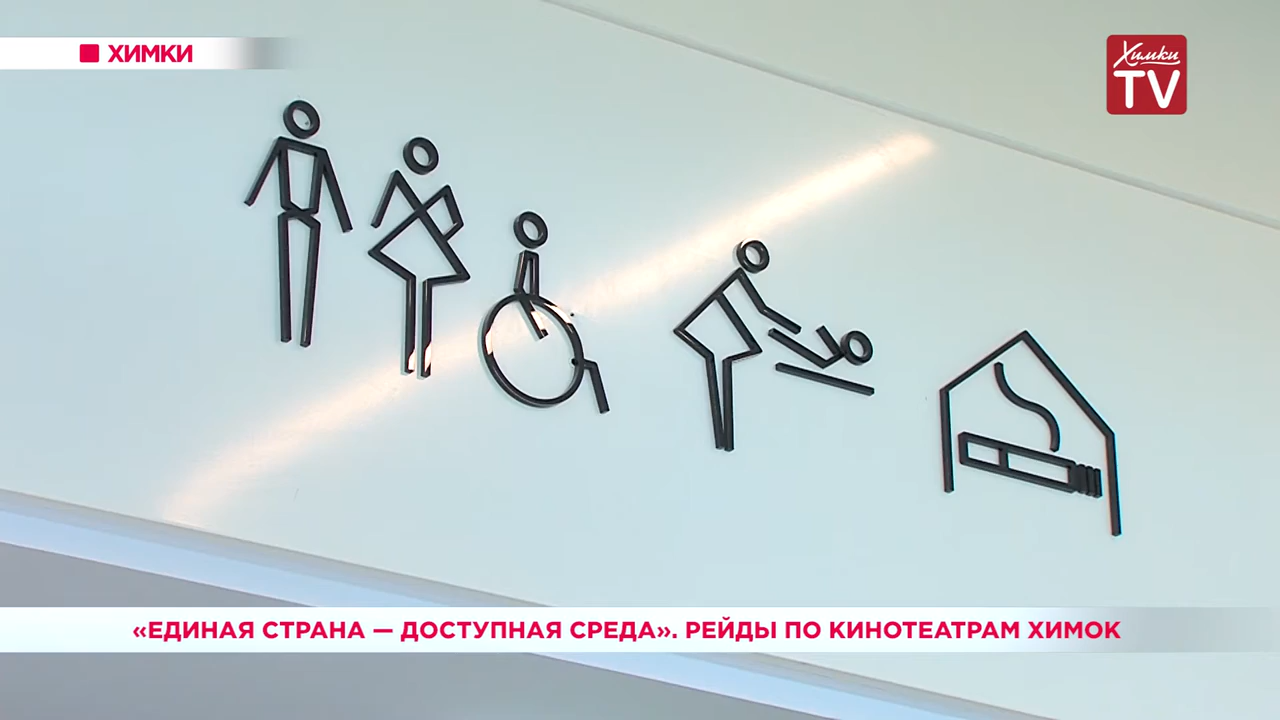 ХИМКИ
Химки
TV
«ЕДИНАЯ СТРАНА — ДОСТУПНАЯ СРЕДА». РЕЙДЫ ПО КИНОТЕАТРАМ ХИМОК